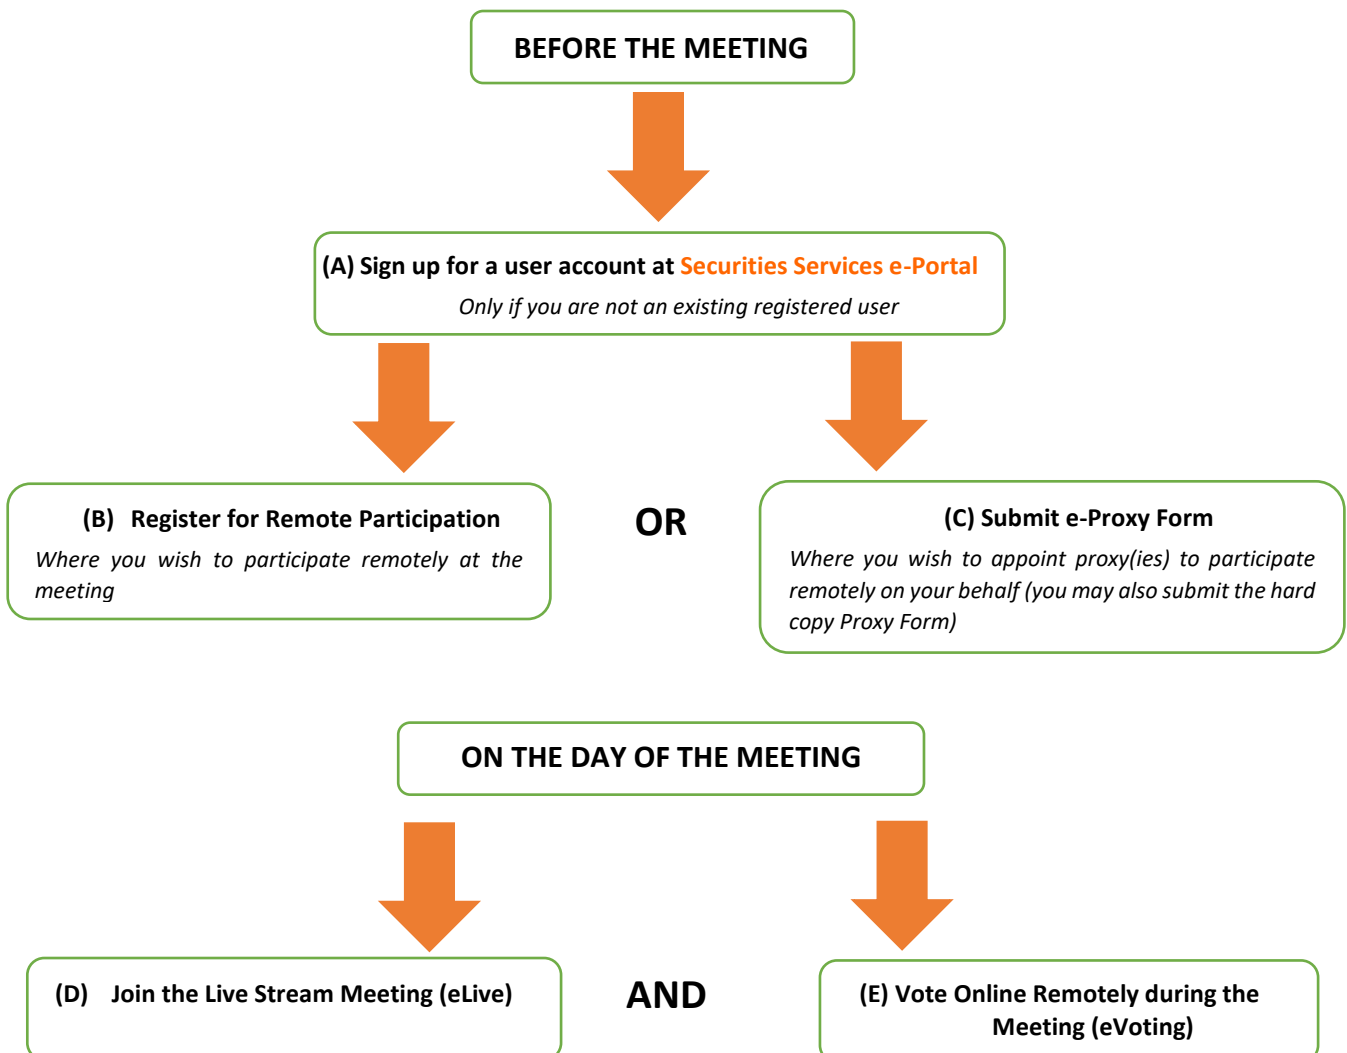 BEFORE THE MEETING
(A) Sign up for a user account at Securities Services e-Portal
Only if you are not an existing registered user
(B) Register for Remote Participation
Where you wish to participate remotely at the
meeting
OR
(C) Submit e-Proxy Form
Where you wish to appoint proxy(ies) to participate
remotely on your behalf (you may also submit the hard
copy Proxy Form)
ON THE DAY OF THE MEETING
(D) Join the Live Stream Meeting (eLive)
AND
(E) Vote Online Remotely during the
Meeting (eVoting)